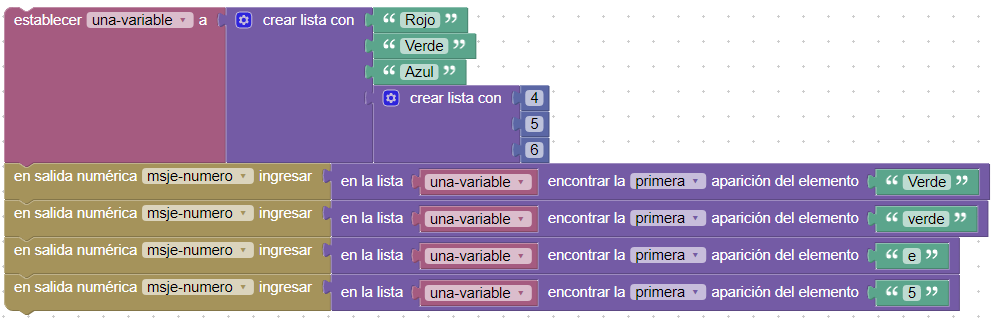 establecer una-variable a crear lista con “ Rojo ”
“ Verde ”
“ Azul ”
crear lista con 4
5
6
en salida numérica msje-numero ingresar en la lista una-variable encontrar la primera aparición del elemento “ Verde ”
en salida numérica msje-numero ingresar en la lista una-variable encontrar la primera aparición del elemento “ verde ”
en salida numérica msje-numero ingresar en la lista una-variable encontrar la primera aparición del elemento “ e ”
en salida numérica msje-numero ingresar en la lista una-variable encontrar la primera aparición del elemento “ 5 ”